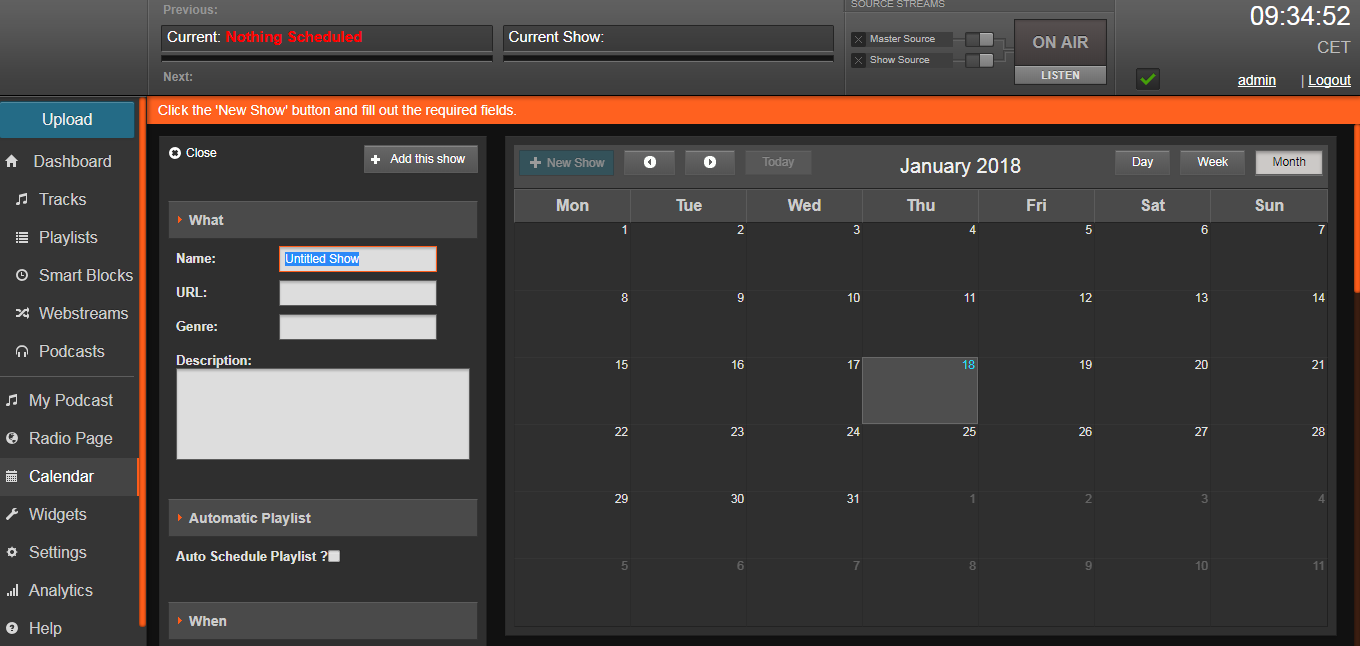 Previous:
Current: Nothing Scheduled
Next:
Current Show:
SOURCE STREAMS
Master Source
Show Source
ON AIR
LISTEN
09:34:52
CET
admin | Logout
Upload
Dashboard
Tracks
Playlists
Smart Blocks
Webstreams
Podcasts
My Podcast
Radio Page
Calendar
Widgets
Settings
Analytics
Help
Click the 'New Show' button and fill out the required fields.
Close
+ Add this show
What
Name: Untitled Show
URL:
Genre:
Description:
Automatic Playlist
Auto Schedule Playlist ?
When
+ New Show Today January 2018 Day Week Month
Mon Tue Wed Thu Fri Sat Sun
1 2 3 4 5 6 7
8 9 10 11 12 13 14
15 16 17 18 19 20 21
22 23 24 25 26 27 28
29 30 31 1 2 3 4
5 6 7 8 9 10 11